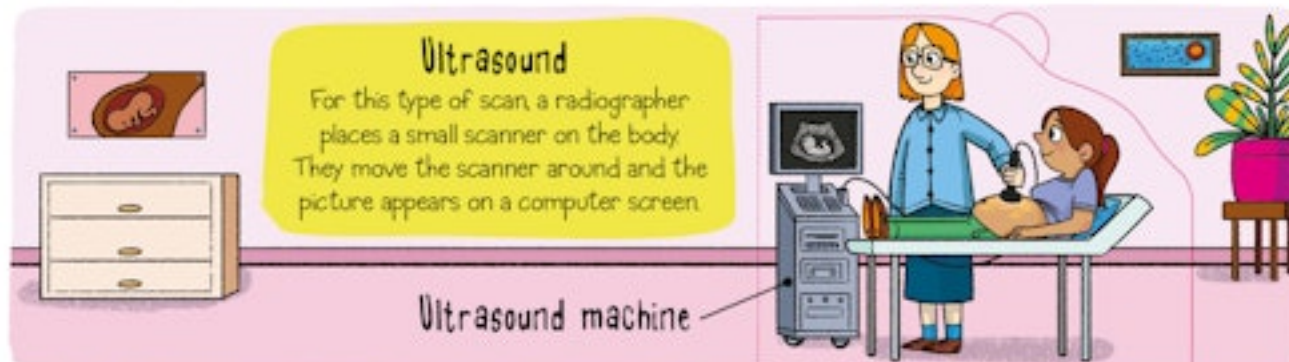 Ultrasound
For this type of scan, a radiographer
places a small scanner on the body.
They move the scanner around and the
picture appears on a computer screen.
Ultrasound machine